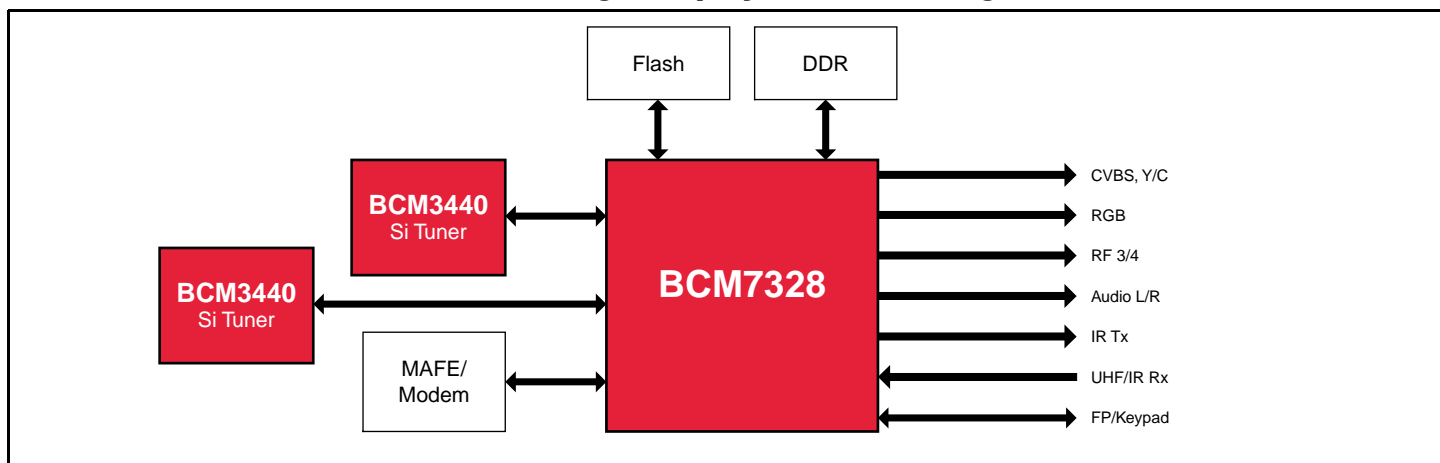 Flash
DDR
BCM3440
Si Tuner
BCM3440
Si Tuner
MAFE/
Modem
BCM7328
CVBS, Y/C
RGB
RF 3/4
Audio L/R
IR Tx
UHF/IR Rx
FP/Keypad